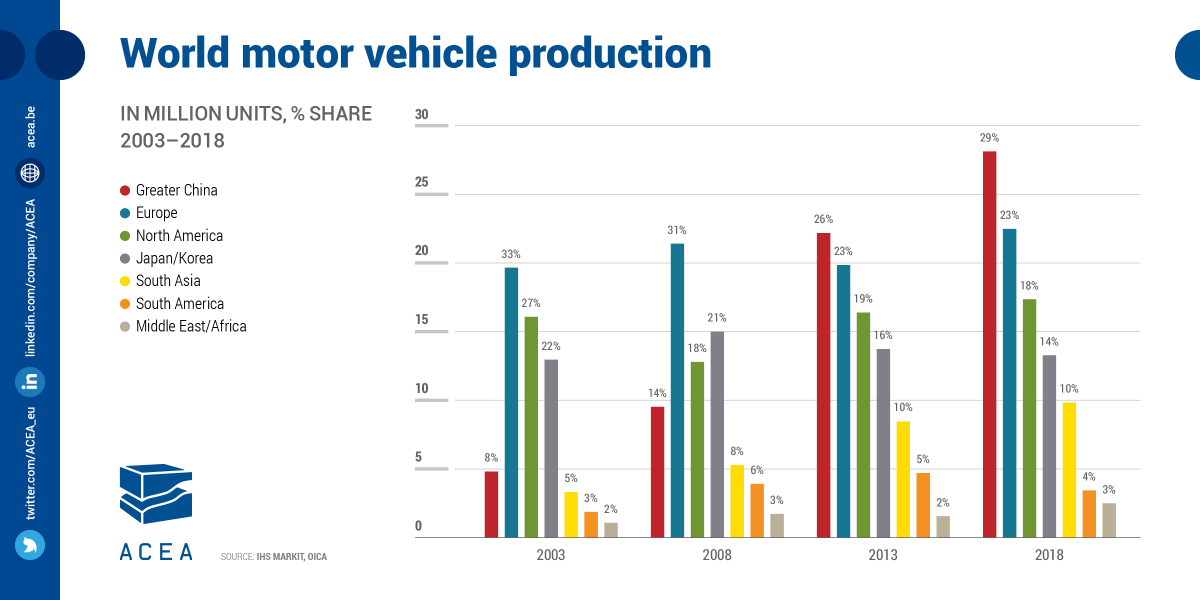 World motor vehicle production
IN MILLION UNITS, % SHARE
2003–2018
Greater China
Europe
North America
Japan/Korea
South Asia
South America
Middle East/Africa
30
25
20
15
10
5
0
8%
33%
27%
22%
5%
3%
2%
14%
31%
18%
21%
8%
6%
3%
26%
23%
19%
16%
10%
5%
2%
29%
23%
18%
14%
10%
4%
3%
2003
2008
2013
2018
ACEA
SOURCE: IHS MARKIT, OICA
acea.be
linkedin.com/company/ACEA
in
twitter.com/ACEA_eu